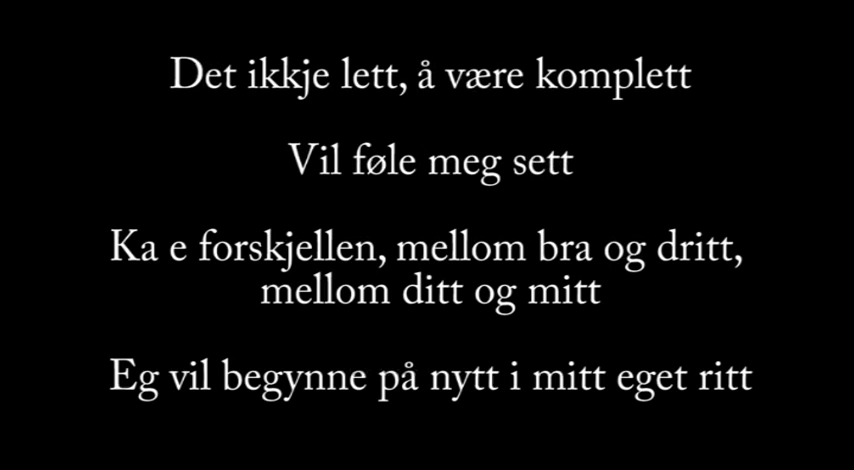 Det ikkje lett, å være komplett
Vil føle meg sett
Ka e forskjellen, mellom bra og dritt,
mellom ditt og mitt
Eg vil begynne på nytt i mitt eget ritt